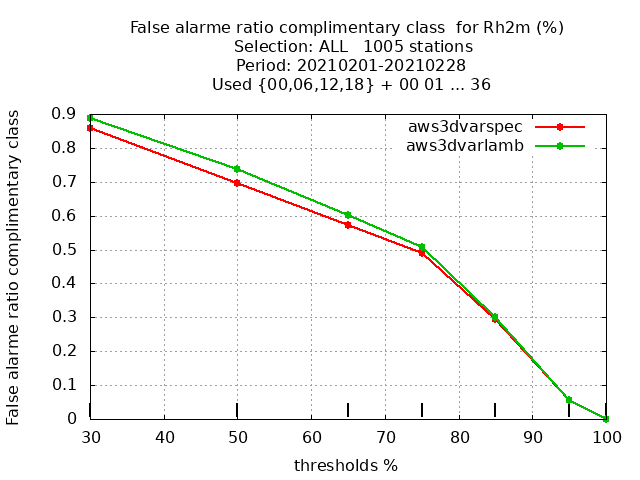 False alarme ratio complimentary class  for Rh2m (%)
Selection: ALL   1005 stations
Period: 20210201-20210228
Used {00,06,12,18} + 00 01 ... 36
False alarme ratio complimentary class
aws3dvarspec
aws3dvarlamb
0.9
0.8
0.7
0.6
0.5
0.4
0.3
0.2
0.1
0
30 40 50 60 70 80 90 100
thresholds %